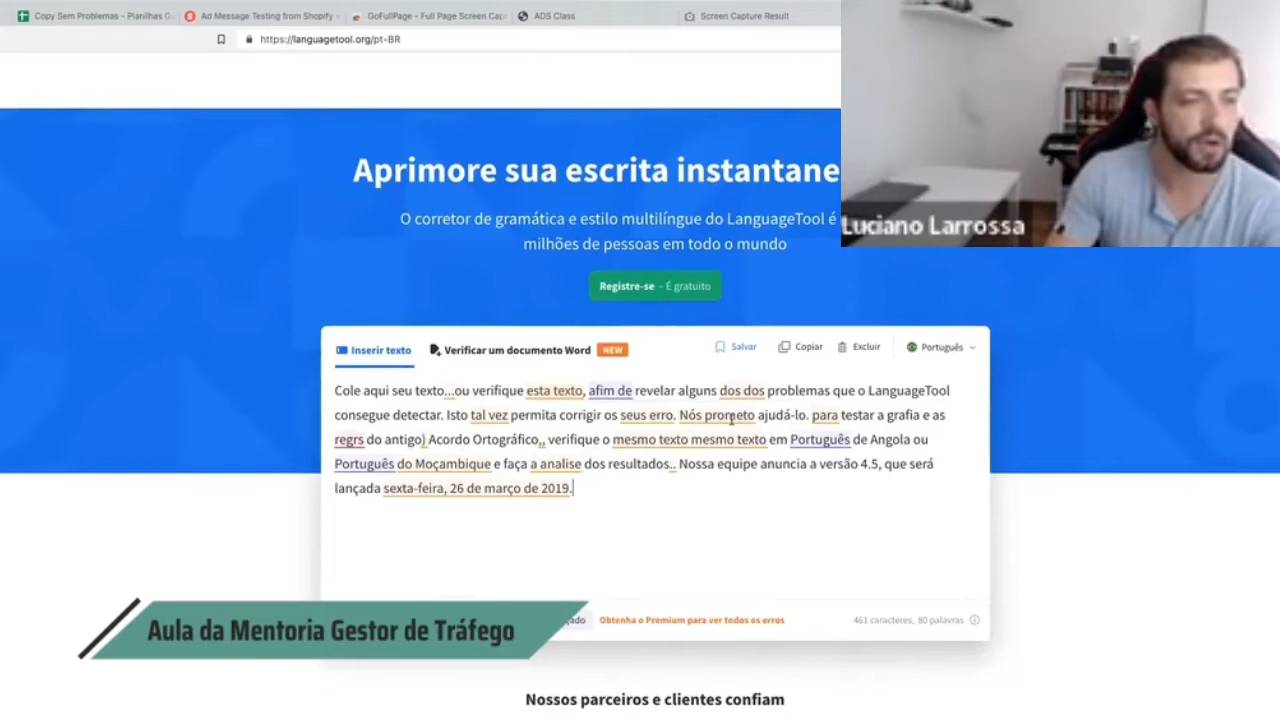 Copy Sem Problemas - Planilhas G
Ad Message Testing from Shopify
GoFullPage - Full Page Screen Cap
ADS Class
Screen Capture Result
https://languagetool.org/pt-BR
Luciano Larrossa
Aprimore sua escrita instantane
O corretor de gramática e estilo multilíngue do LanguageTool é
milhões de pessoas em todo o mundo
Registre-se – É gratuito
Inserir texto
Verificar um documento Word NEW
Salvar
Copiar
Excluir
Português
Cole aqui seu texto...ou verifique esta texto, afim de revelar alguns dos dos problemas que o LanguageTool
consegue detectar. Isto tal vez permita corrigir os seus erro. Nós prometo ajudá-lo. para testar a grafia e as
regrs do antigo) Acordo Ortográfico,, verifique o mesmo texto mesmo texto em Português de Angola ou
Português do Moçambique e faça a analise dos resultados.. Nossa equipe anuncia a versão 4.5, que será
lançada sexta-feira, 26 de março de 2019.
Aula da Mentoria Gestor de Tráfego
Obtenha o Premium para ver todos os erros
461 caracteres, 80 palavras
Nossos parceiros e clientes confiam